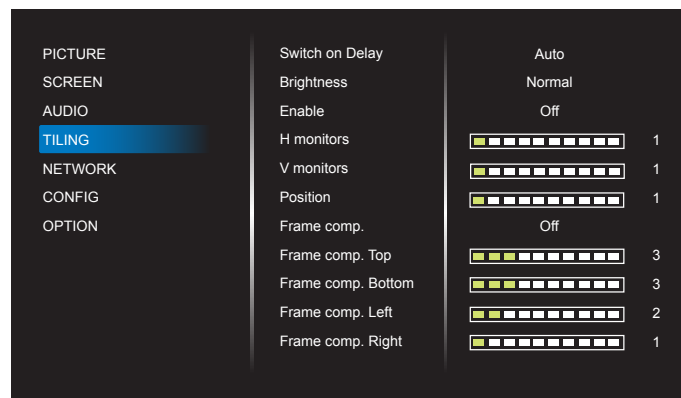 PICTURE
SCREEN
AUDIO
TILING
NETWORK
CONFIG
OPTION
Switch on Delay Auto
Brightness Normal
Enable Off
H monitors 1
V monitors 1
Position 1
Frame comp. Off
Frame comp. Top 3
Frame comp. Bottom 3
Frame comp. Left 2
Frame comp. Right 1